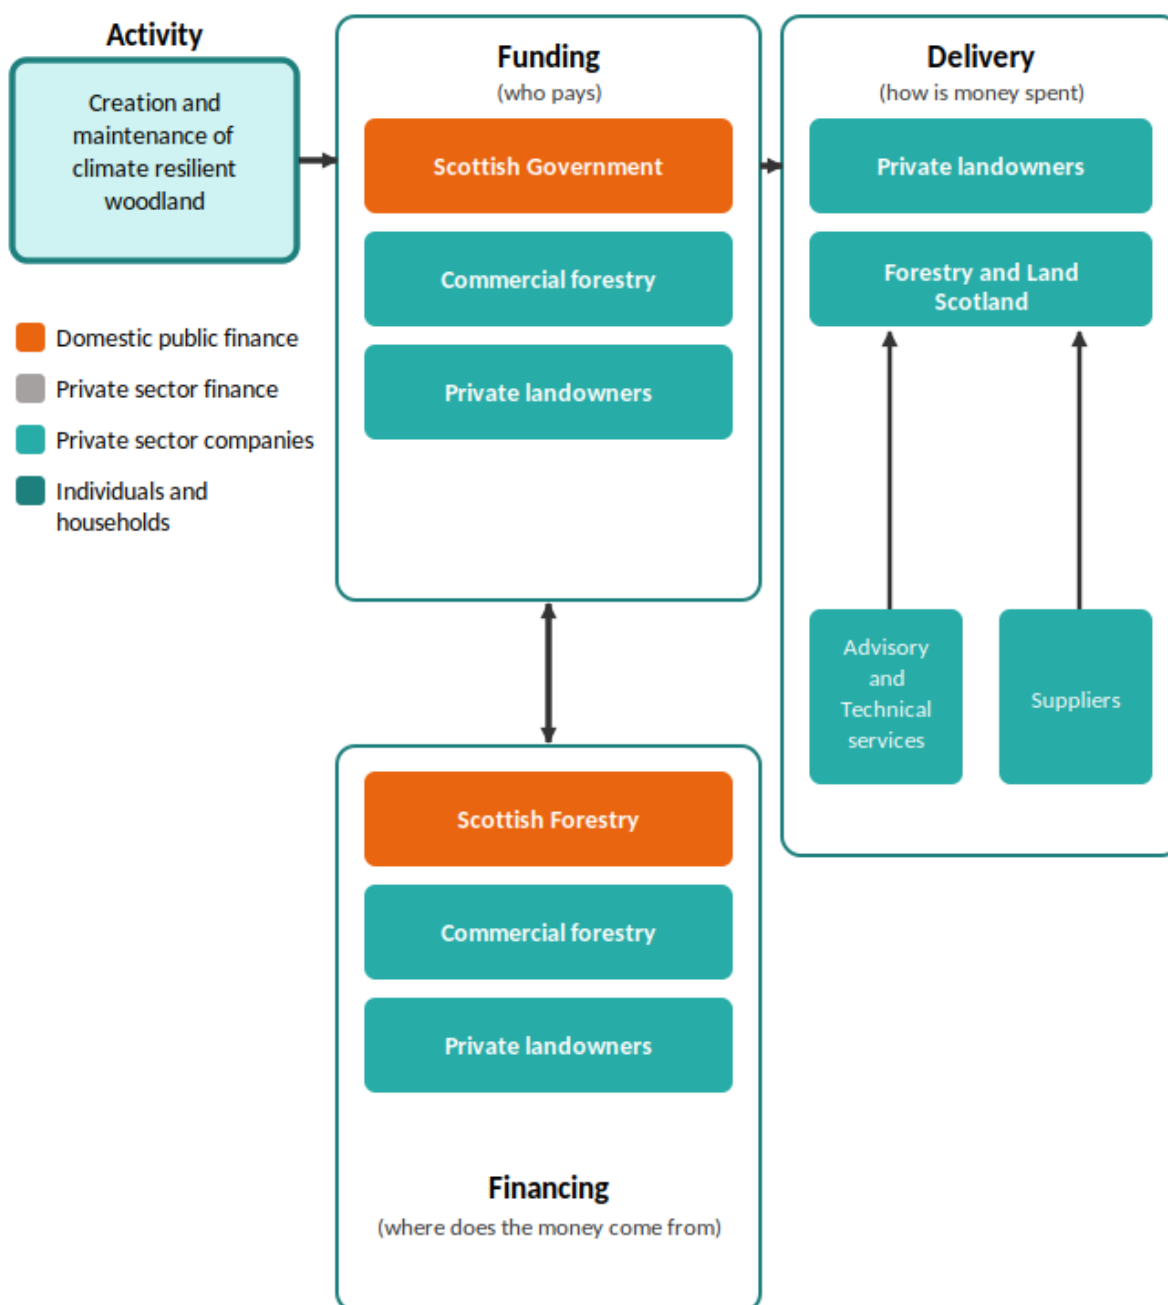 Activity
Creation and
maintenance of
climate resilient
woodland
Domestic public finance
Private sector finance
Private sector companies
Individuals and
households
Funding
(who pays)
Scottish Government
Commercial forestry
Private landowners
Delivery
(how is money spent)
Private landowners
Forestry and Land
Scotland
Advisory
and
Technical
services
Suppliers
Scottish Forestry
Commercial forestry
Private landowners
Financing
(where does the money come from)